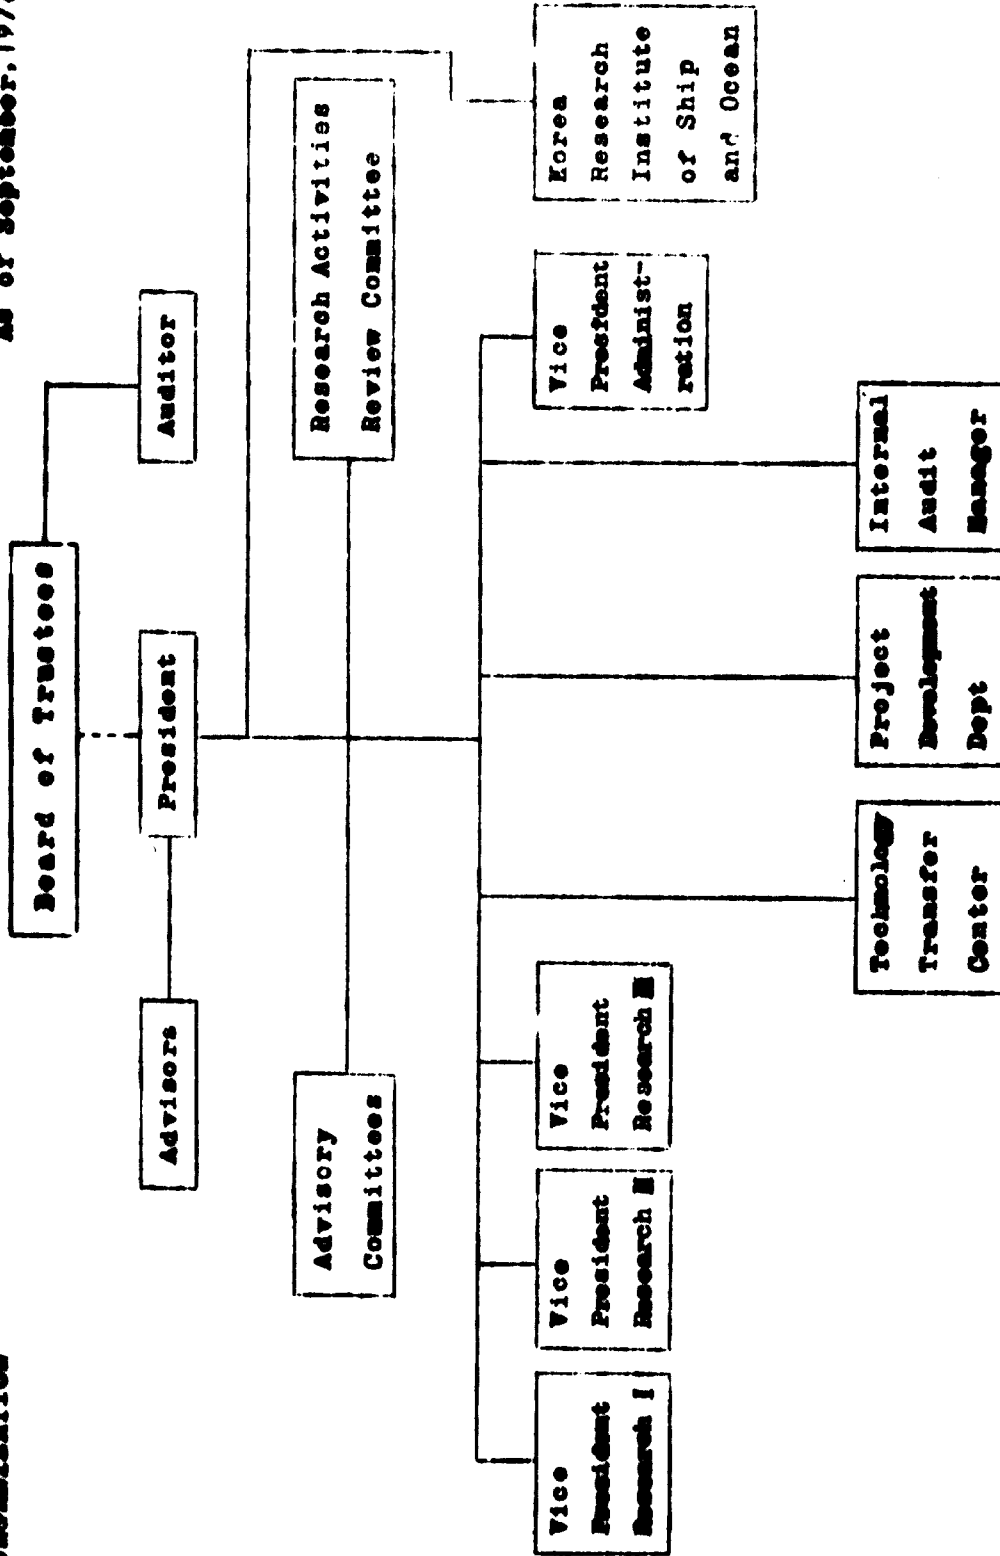 As of September, 197
Board of Trustees
Auditor
President
Advisors
Research Activities
Review Committee
Advisory
Committees
Vice
President
Research I
Vice
President
Research
Vice
President
Research
Vice
President
Administ-
ration
Korea
Research
Institute
of Ship
and Ocean
Technology
Transfer
Center
Project
Development
Dept
Internal
Audit
Manager